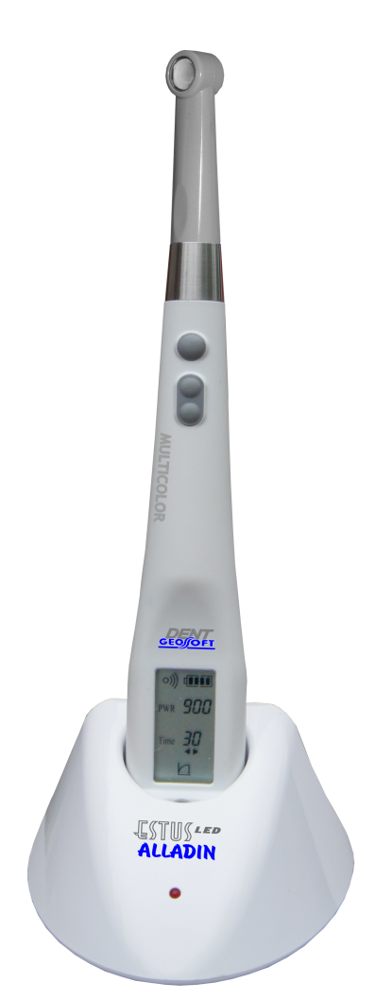 MULTICOLOR
DENT
GEOSOFT
PWR 900
Time 30
ESTUS LED
ALLADIN